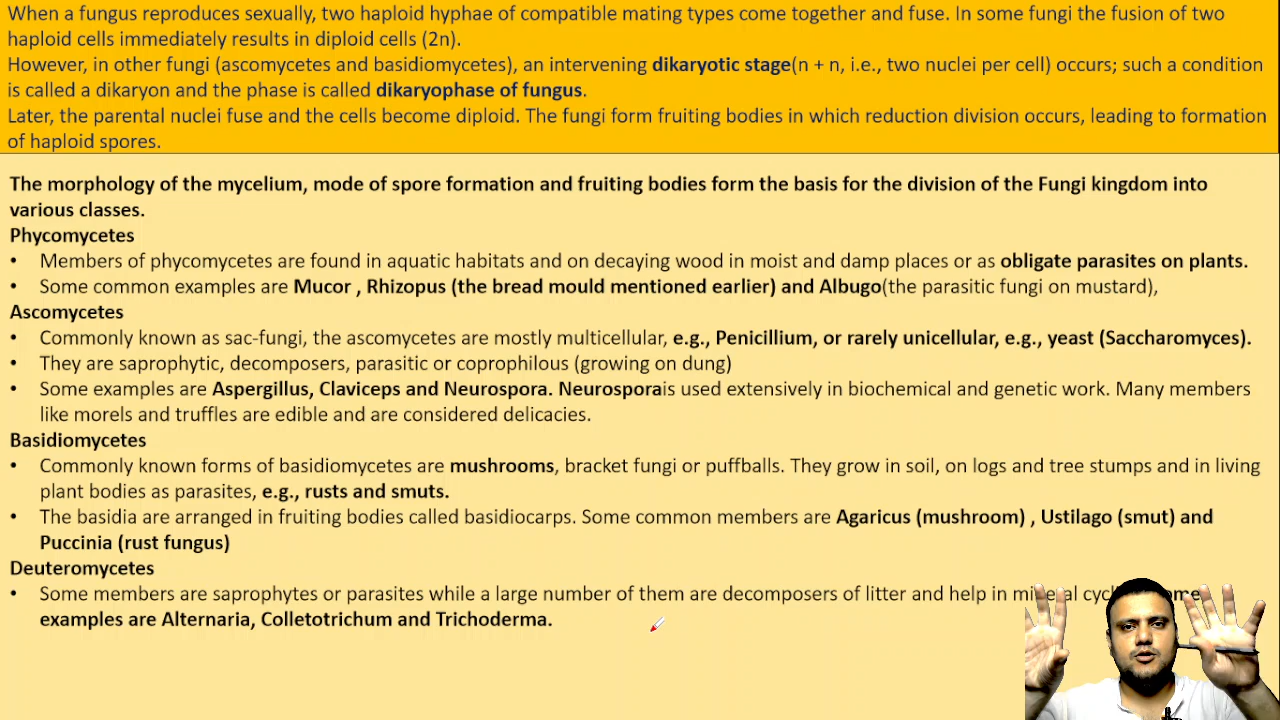 When a fungus reproduces sexually, two haploid hyphae of compatible mating types come together and fuse. In some fungi the fusion of two
haploid cells immediately results in diploid cells (2n).
However, in other fungi (ascomycetes and basidiomycetes), an intervening dikaryotic stage(n + n, i.e., two nuclei per cell) occurs; such a condition
is called a dikaryon and the phase is called dikaryophase of fungus.
Later, the parental nuclei fuse and the cells become diploid. The fungi form fruiting bodies in which reduction division occurs, leading to formation
of haploid spores.
The morphology of the mycelium, mode of spore formation and fruiting bodies form the basis for the division of the Fungi kingdom into
various classes.
Phycomycetes
• Members of phycomycetes are found in aquatic habitats and on decaying wood in moist and damp places or as obligate parasites on plants.
• Some common examples are Mucor , Rhizopus (the bread mould mentioned earlier) and Albugo(the parasitic fungi on mustard),
Ascomycetes
• Commonly known as sac-fungi, the ascomycetes are mostly multicellular, e.g., Penicillium, or rarely unicellular, e.g., yeast (Saccharomyces).
• They are saprophytic, decomposers, parasitic or coprophilous (growing on dung)
• Some examples are Aspergillus, Claviceps and Neurospora. Neurosporais used extensively in biochemical and genetic work. Many members
like morels and truffles are edible and are considered delicacies.
Basidiomycetes
• Commonly known forms of basidiomycetes are mushrooms, bracket fungi or puffballs. They grow in soil, on logs and tree stumps and in living
plant bodies as parasites, e.g., rusts and smuts.
• The basidia are arranged in fruiting bodies called basidiocarps. Some common members are Agaricus (mushroom) , Ustilago (smut) and
Puccinia (rust fungus)
Deuteromycetes
• Some members are saprophytes or parasites while a large number of them are decomposers of litter and help in
examples are Alternaria, Colletotrichum and Trichoderma.